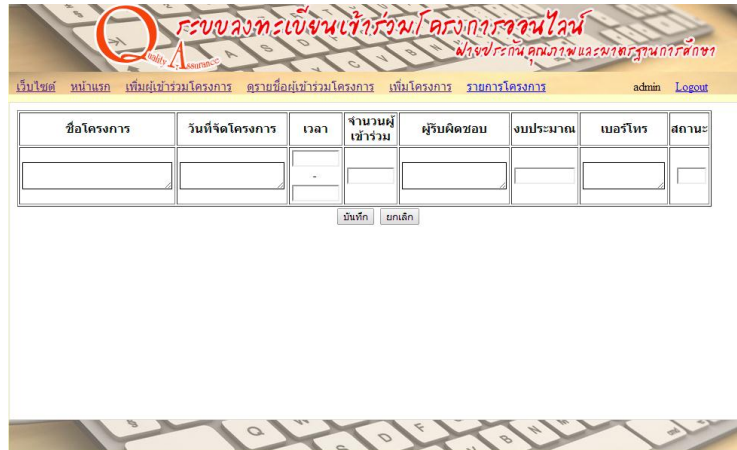 ระบบลงทะเบียนเข้าร่วมโครงการออนไลน์
Quality Assurance
ฝ่ายประกันคุณภาพและมาตรฐานการศึกษา
เว็บไซต์ หน้าแรก เพิ่มผู้เข้าร่วมโครงการ ดูรายชื่อผู้เข้าร่วมโครงการ เพิ่มโครงการ รายการโครงการ admin Logout
ชื่อโครงการ วันที่จัดโครงการ เวลา จำนวนผู้เข้าร่วม ผู้รับผิดชอบ งบประมาณ เบอร์โทร สถานะ
-
บันทึก ยกเลิก